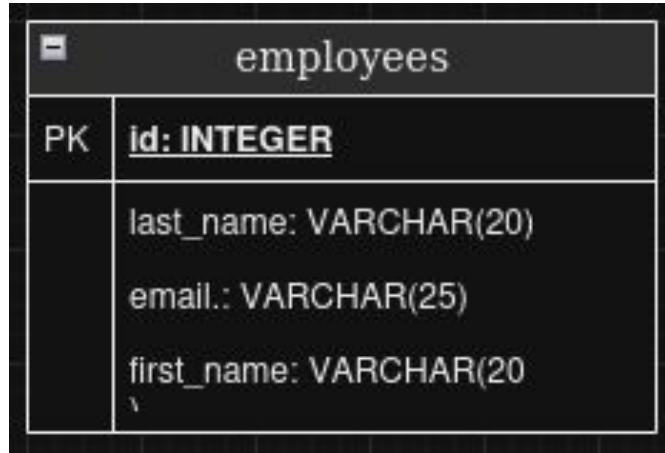 employees
PK id: INTEGER
last_name: VARCHAR(20)
email.: VARCHAR(25)
first_name: VARCHAR(20
)